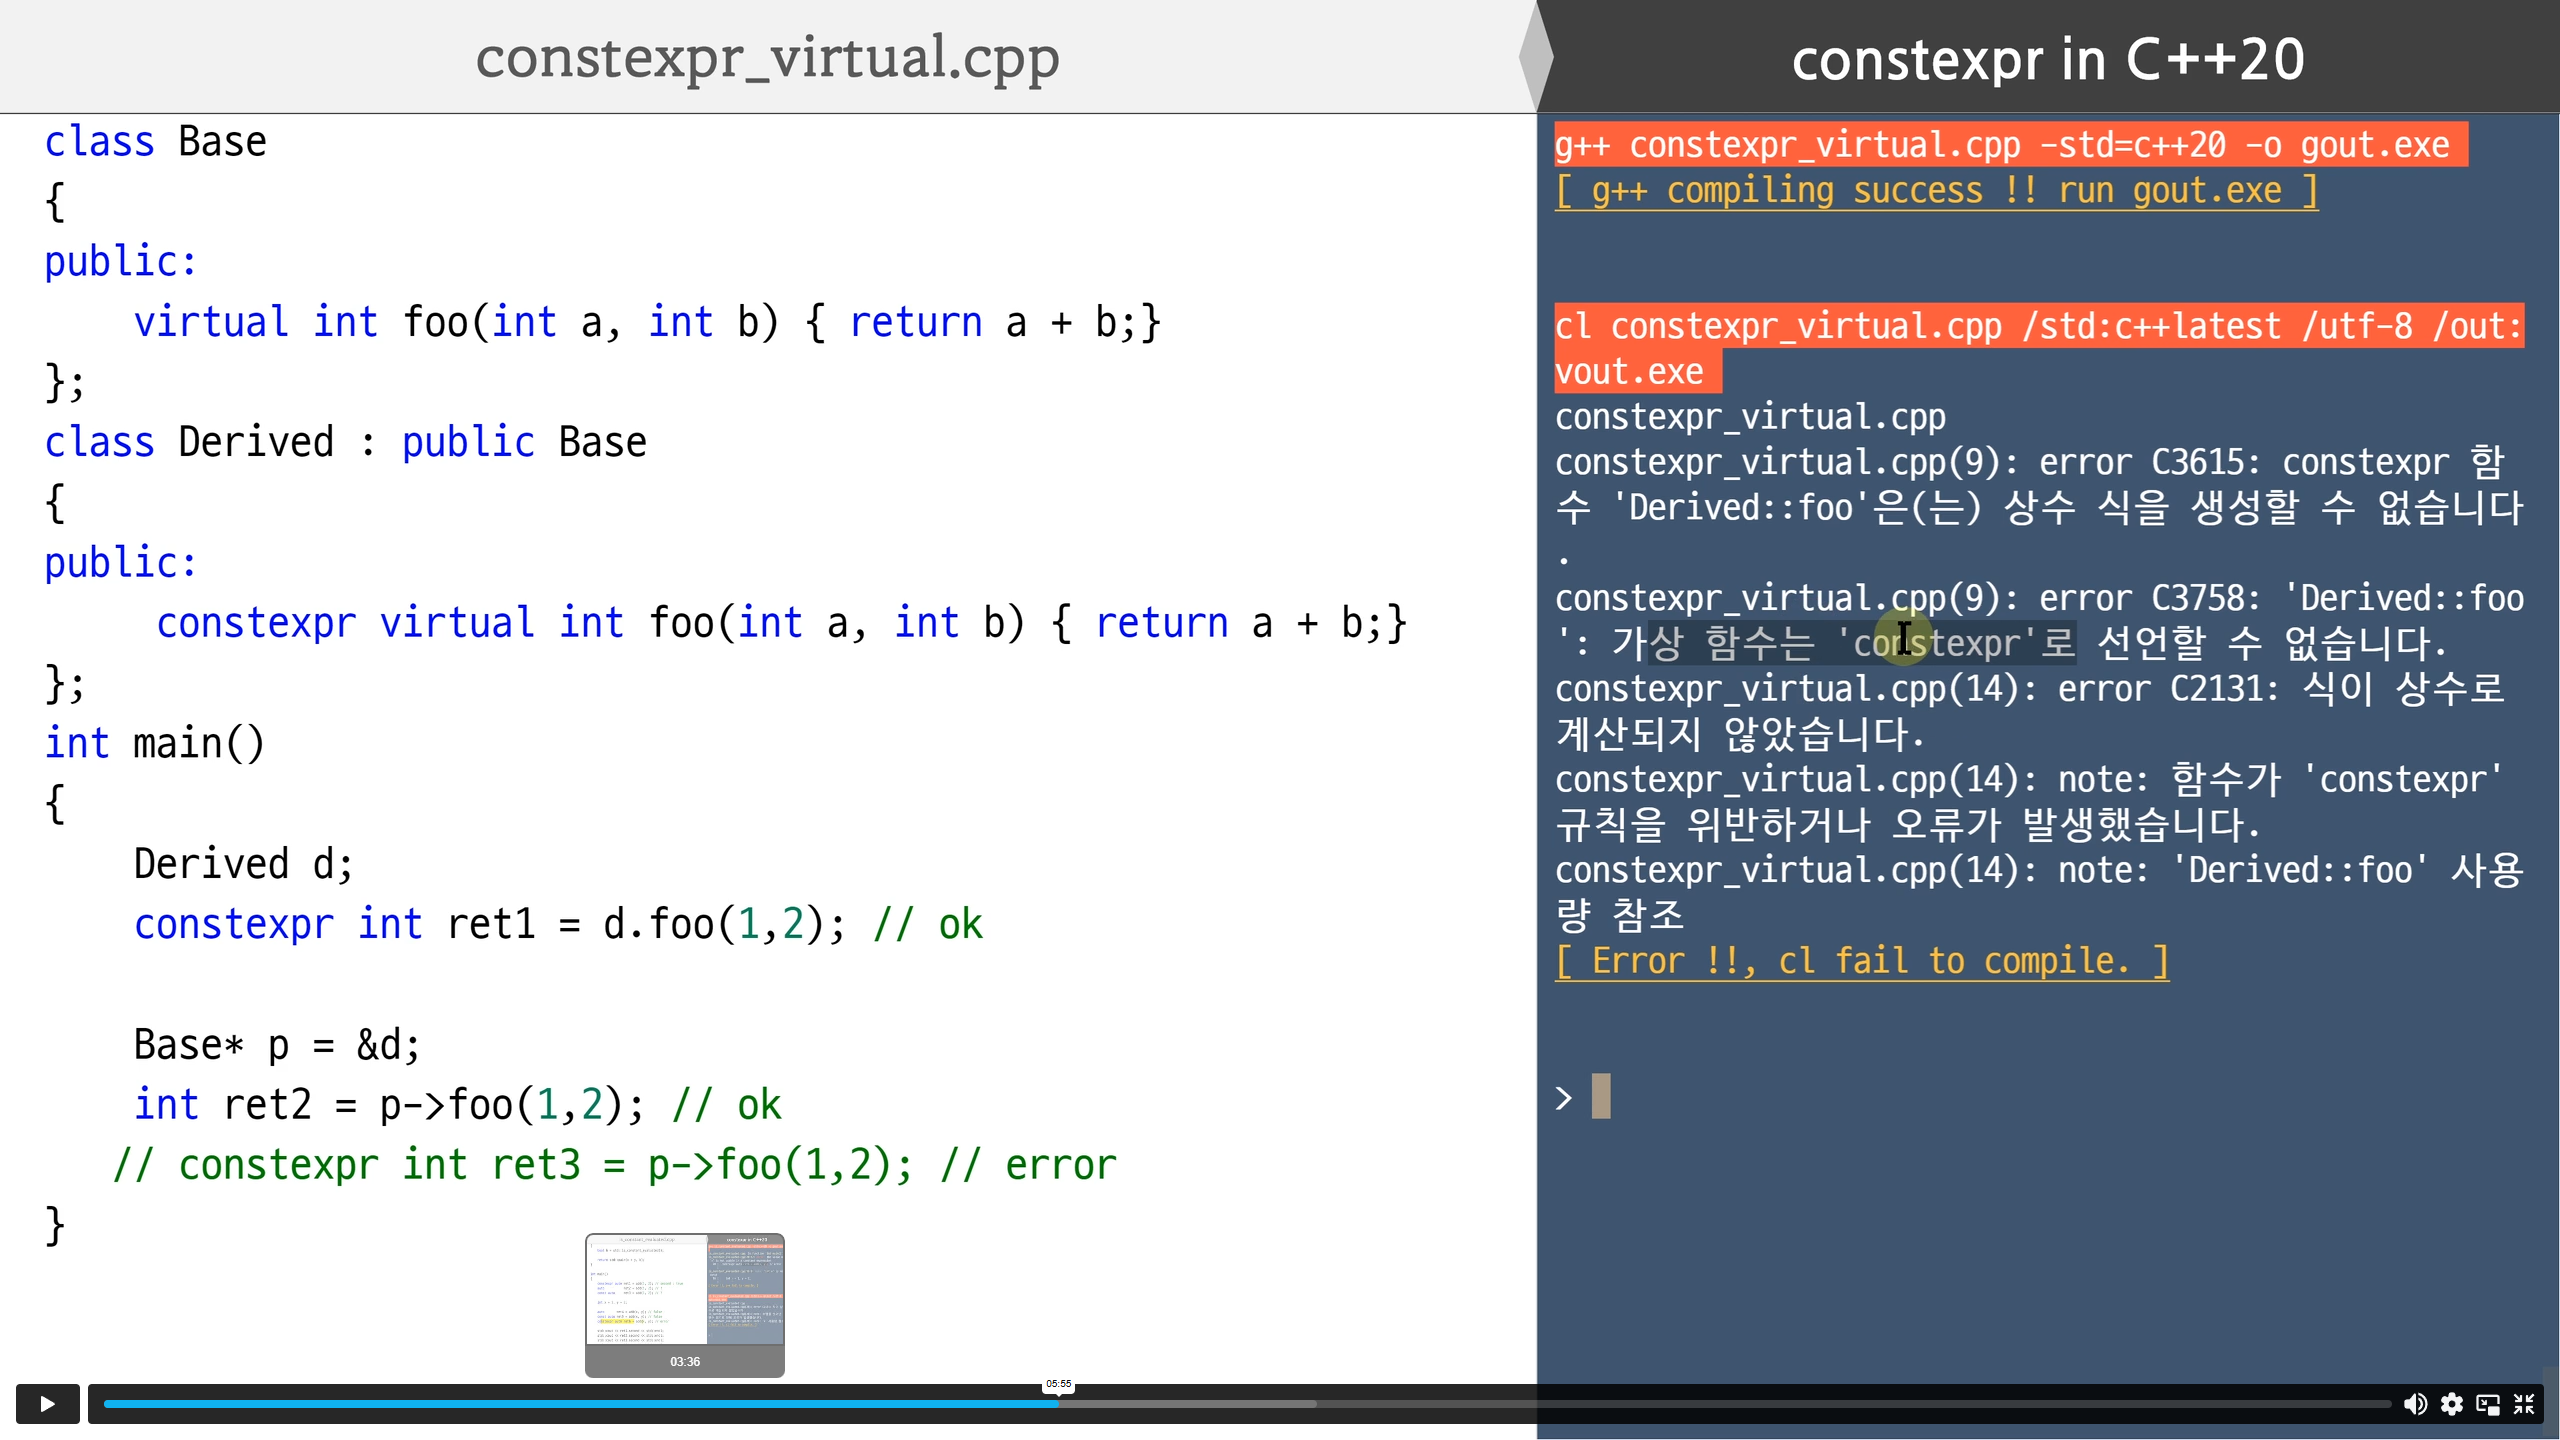 constexpr_virtual.cpp
class Base
{
public:
    virtual int foo(int a, int b) { return a + b;}
};
class Derived : public Base
{
public:
     constexpr virtual int foo(int a, int b) { return a + b;}
};
int main()
{
    Derived d;
    constexpr int ret1 = d.foo(1,2); // ok
    Base* p = &d;
    int ret2 = p->foo(1,2); // ok
   // constexpr int ret3 = p->foo(1,2); // error
}
constexpr in C++20
g++ constexpr_virtual.cpp -std=c++20 -o gout.exe
[ g++ compiling success !! run gout.exe ]
cl constexpr_virtual.cpp /std:c++latest /utf-8 /out:
vout.exe
constexpr_virtual.cpp
constexpr_virtual.cpp(9): error C3615: constexpr 함
수 'Derived::foo'은(는) 상수 식을 생성할 수 없습니다
.
constexpr_virtual.cpp(9): error C3758: 'Derived::foo
': 가상 함수는 'constexpr'로 선언할 수 없습니다.
constexpr_virtual.cpp(14): error C2131: 식이 상수로
계산되지 않았습니다.
constexpr_virtual.cpp(14): note: 함수가 'constexpr'
규칙을 위반하거나 오류가 발생했습니다.
constexpr_virtual.cpp(14): note: 'Derived::foo' 사용
량 참조
[ Error !!, cl fail to compile. ]
>
03:36
05:55